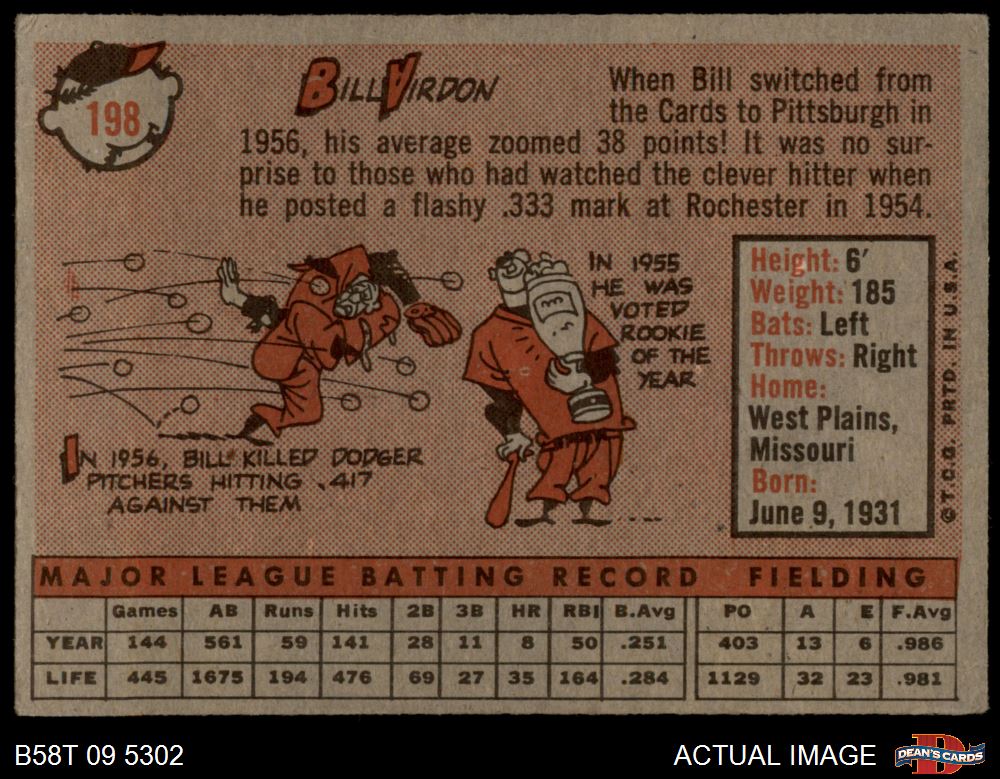 198
BILL VIRDON
When Bill switched from
the Cards to Pittsburgh in
1956, his average zoomed 38 points! It was no sur-
prise to those who had watched the clever hitter when
he posted a flashy .333 mark at Rochester in 1954.
IN 1956, BILL KILLED DODGER
PITCHERS HITTING .417
AGAINST THEM
IN 1955
HE WAS
VOTED
ROOKIE
OF THE
YEAR
Height: 6'
Weight: 185
Bats: Left
Throws: Right
Home:
West Plains,
Missouri
Born:
June 9, 1931
©T.C.G. PRTD. IN U.S.A.
MAJOR LEAGUE BATTING RECORD FIELDING
Games AB Runs Hits 2B 3B HR RBI B.Avg PO A E F.Avg
YEAR 144 561 59 141 28 11 8 50 .251 403 13 6 .986
LIFE 445 1675 194 476 69 27 35 164 .284 1129 32 23 .981
B58T 09 5302
ACTUAL IMAGE
DEAN'S CARDS